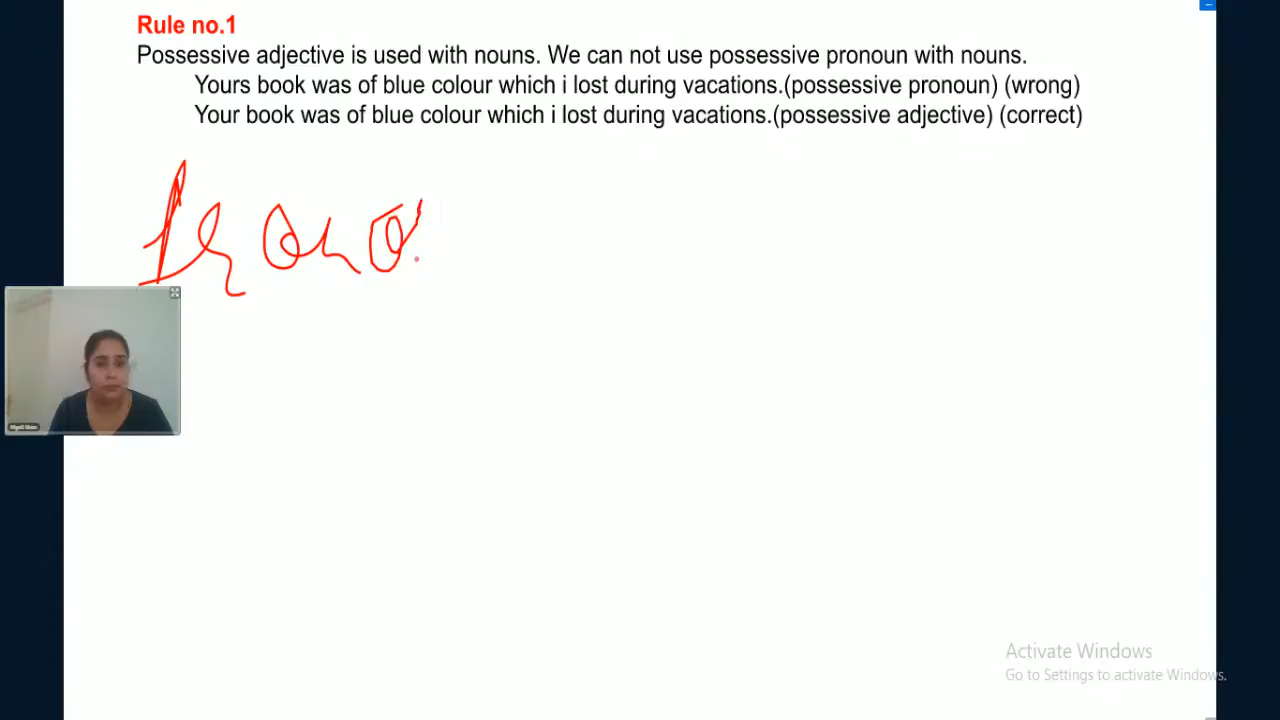 Rule no.1
Possessive adjective is used with nouns. We can not use possessive pronoun with nouns.
Yours book was of blue colour which i lost during vacations.(possessive pronoun) (wrong)
Your book was of blue colour which i lost during vacations.(possessive adjective) (correct)
Activate Windows
Go to Settings to activate Windows.